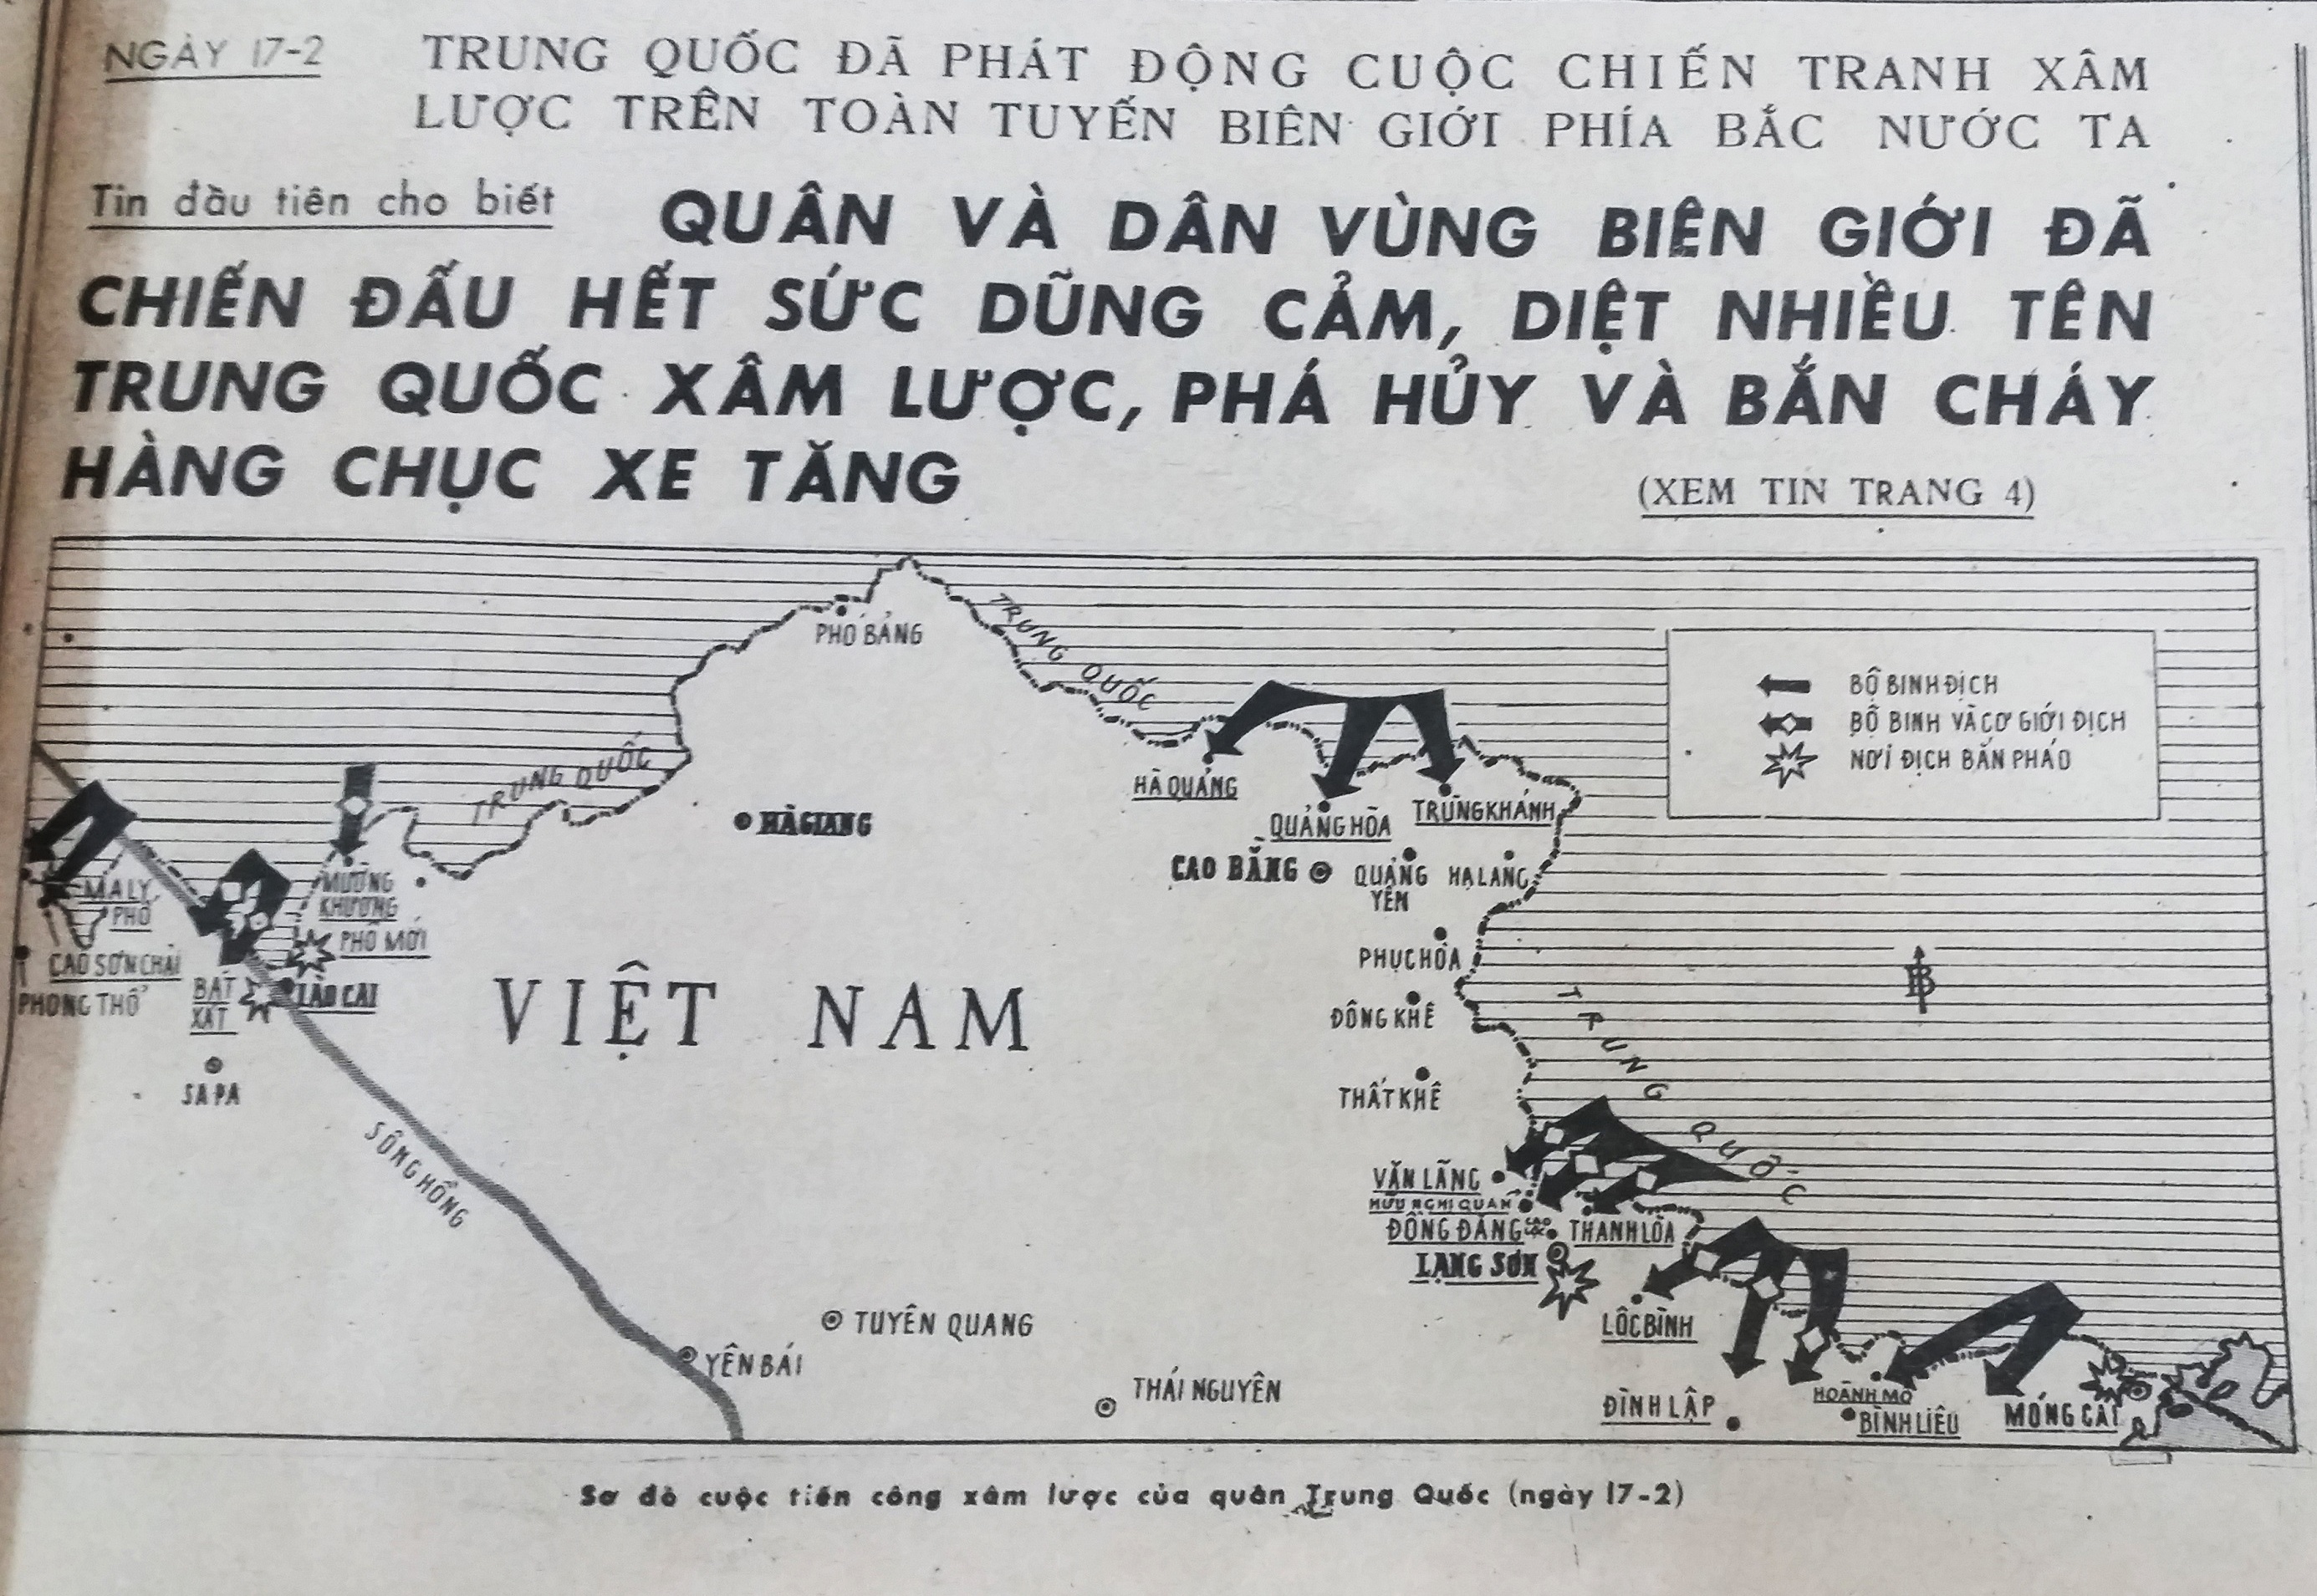 NGÀY 17-2
TRUNG QUỐC ĐÃ PHÁT ĐỘNG CUỘC CHIẾN TRANH XÂM
LƯỢC TRÊN TOÀN TUYẾN BIÊN GIỚI PHÍA BẮC NƯỚC TA
Tin đầu tiên cho biết
QUÂN VÀ DÂN VÙNG BIÊN GIỚI ĐÃ
CHIẾN ĐẤU HẾT SỨC DŨNG CẢM, DIỆT NHIỀU TÊN
TRUNG QUỐC XÂM LƯỢC, PHÁ HỦY VÀ BẮN CHÁY
HÀNG CHỤC XE TĂNG
(XEM TIN TRANG 4)
PHÓ BẢNG
TRUNG QUỐC
TRUNG QUỐC
BỘ BINH ĐỊCH
BỘ BINH VÀ CƠ GIỚI ĐỊCH
NƠI ĐỊCH BẮN PHÁO
HÀ QUẢNG
QUẢNG HÒA
TRÙNG KHÁNH
HÀ GIANG
CAO BẰNG
QUẢNG
YÊN
HẠ LANG
MA LY
PHO
MƯỜNG
KHƯƠNG
PHỐ MỚI
CAO SƠN CHẢI
PHONG THỔ
BÁT
XÁT
LÀO CAI
SA PA
VIỆT NAM
PHỤC HÒA
ĐÔNG KHÊ
THẤT KHÊ
TRUNG QUỐC
B
SÔNG HỒNG
VĂN LÃNG
HỮU NGHỊ QUAN
ĐỒNG ĐĂNG
THANH LÒA
LẠNG SƠN
LỘC BÌNH
TUYÊN QUANG
YÊN BÁI
THÁI NGUYÊN
ĐÌNH LẬP
HOÀNH MÔ
BÌNH LIÊU
MÓNG CÁI
Sơ đồ cuộc tiến công xâm lược của quân Trung Quốc (ngày 17-2)